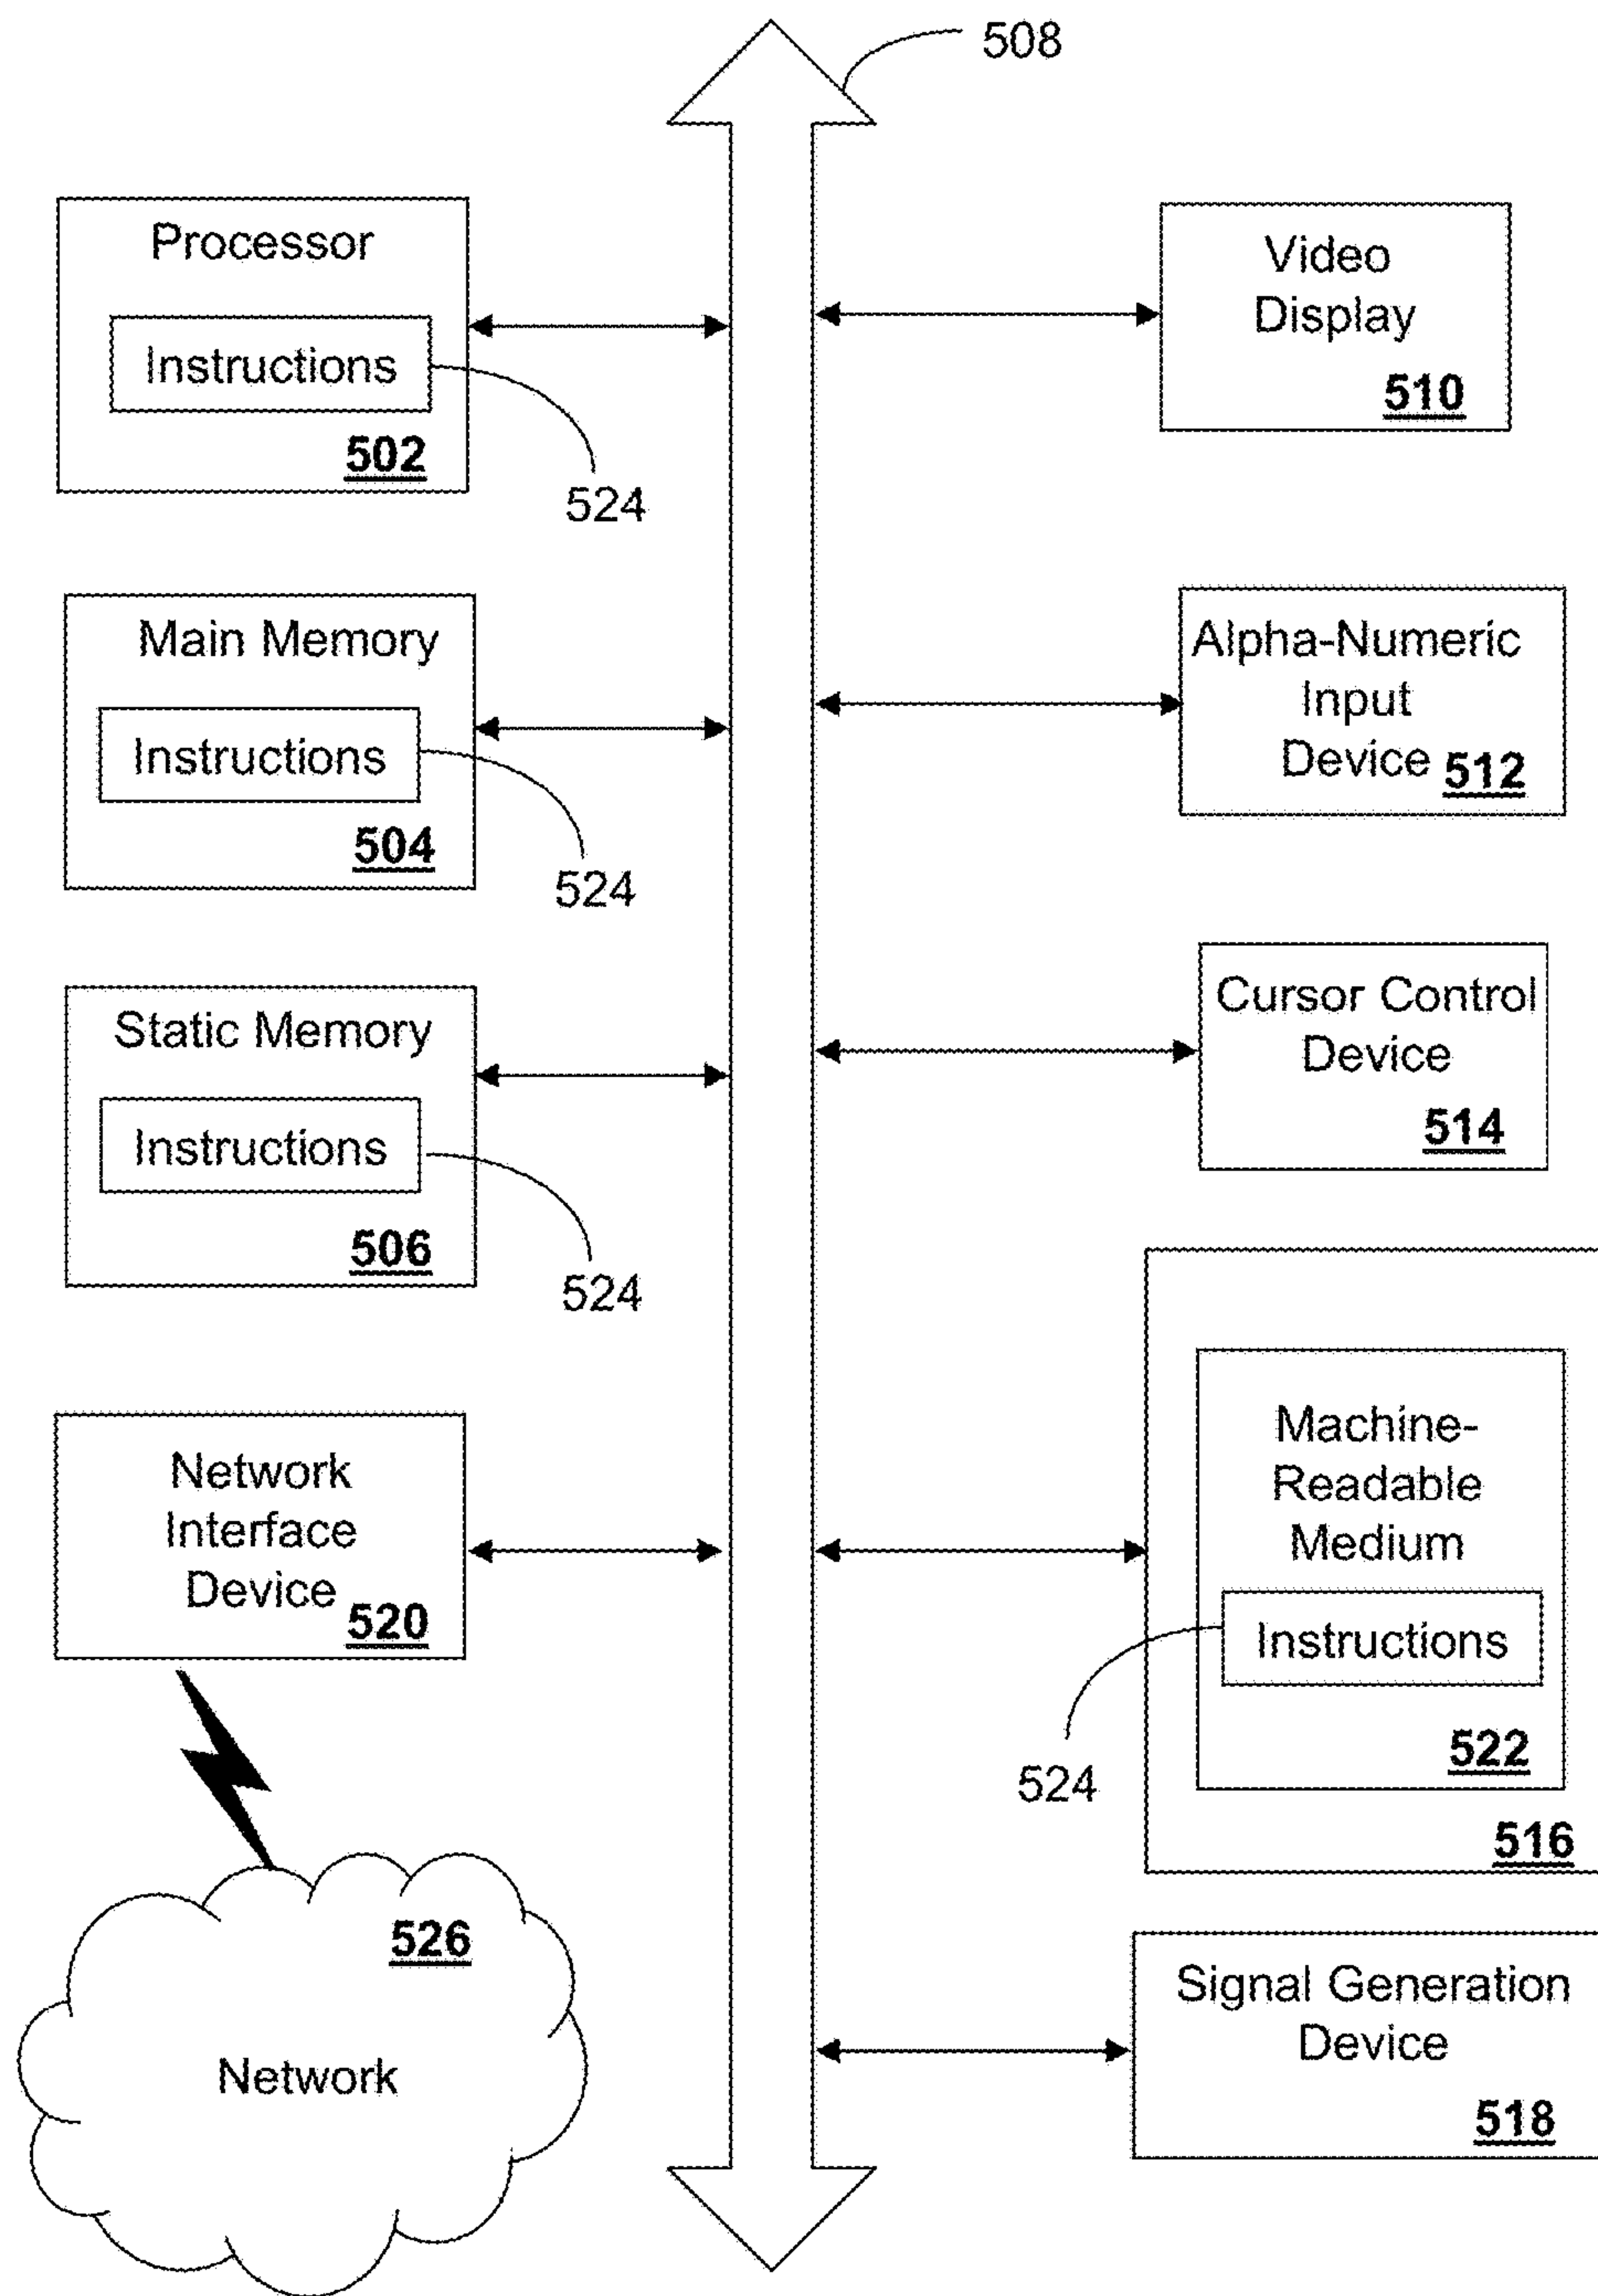 508
Processor
Instructions
502
524
Main Memory
Instructions
504
524
Static Memory
Instructions
506
524
Network
Interface
Device
520
526
Network
Video
Display
510
Alpha-Numeric
Input
Device
512
Cursor Control
Device
514
Machine-
Readable
Medium
Instructions
522
524
516
Signal Generation
Device
518